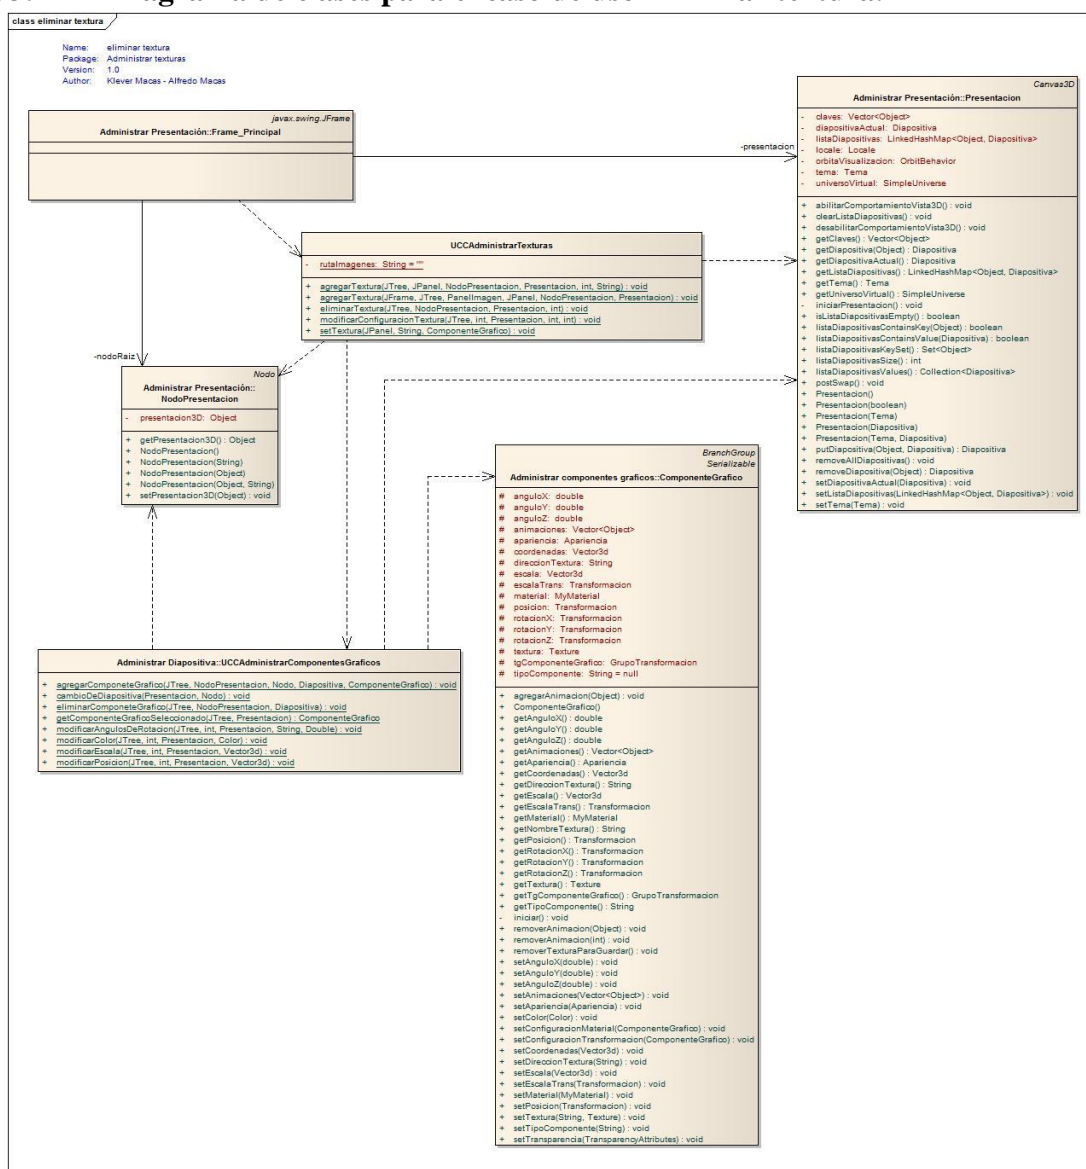 class eliminar textura
Name: eliminar textura
Package: Administrar texturas
Version: 1.0
Author: Klever Macas - Alfredo Macas
javax.swing.JFrame
Administrar Presentación::Frame_Principal
-presentacion
-nodoRaiz
Canvas3D
Administrar Presentación::Presentacion
- claves: Vector<Object>
- diapositivaActual: Diapositiva
- listaDiapositivas: LinkedHashMap<Object, Diapositiva>
- locale: Locale
- orbitaVisualizacion: OrbitBehavior
- tema: Tema
- universoVirtual: SimpleUniverse
+ abilitarComportamientoVista3D() : void
+ clearListaDiapositivas() : void
+ desabilitarComportamientoVista3D() : void
+ getClaves() : Vector<Object>
+ getDiapositiva(Object) : Diapositiva
+ getDiapositivaActual() : Diapositiva
+ getListaDiapositivas() : LinkedHashMap<Object, Diapositiva>
+ getTema() : Tema
+ getUniversoVirtual() : SimpleUniverse
- iniciarPresentacion() : void
+ isListaDiapositivasEmpty() : boolean
+ listaDiapositivasContainsKey(Object) : boolean
+ listaDiapositivasContainsValue(Diapositiva) : boolean
+ listaDiapositivasKeySet() : Set<Object>
+ listaDiapositivasSize() : int
+ listaDiapositivasValues() : Collection<Diapositiva>
+ postSwap() : void
+ Presentacion()
+ Presentacion(boolean)
+ Presentacion(Tema)
+ Presentacion(Diapositiva)
+ Presentacion(Tema, Diapositiva)
+ putDiapositiva(Object, Diapositiva) : Diapositiva
+ removeAllDiapositivas() : void
+ removeDiapositiva(Object) : Diapositiva
+ setDiapositivaActual(Diapositiva) : void
+ setListaDiapositivas(LinkedHashMap<Object, Diapositiva>) : void
+ setTema(Tema) : void
UCCAdministrarTexturas
- rutaImagenes: String = ""
+ agregarTextura(JTree, JPanel, NodoPresentacion, Presentacion, int, String) : void
+ agregarTextura(JFrame, JTree, PanelImagen, JPanel, NodoPresentacion, Presentacion) : void
+ eliminarTextura(JTree, NodoPresentacion, Presentacion, int) : void
+ modificarConfiguracionTextura(JTree, int, Presentacion, int, int) : void
+ setTextura(JPanel, String, ComponenteGrafico) : void
Nodo
Administrar Presentación::
NodoPresentacion
- presentacion3D: Object
+ getPresentacion3D() : Object
+ NodoPresentacion()
+ NodoPresentacion(String)
+ NodoPresentacion(Object)
+ NodoPresentacion(Object, String)
+ setPresentacion3D(Object) : void
BranchGroup
Serializable
Administrar componentes graficos::ComponenteGrafico
# anguloX: double
# anguloY: double
# anguloZ: double
# animaciones: Vector<Object>
# apariencia: Apariencia
# coordenadas: Vector3d
# direccionTextura: String
# escala: Vector3d
# escalaTrans: Transformacion
# material: MyMaterial
# posicion: Transformacion
# rotacionX: Transformacion
# rotacionY: Transformacion
# rotacionZ: Transformacion
# textura: Texture
# tgComponenteGrafico: GrupoTransformacion
# tipoComponente: String = null
+ agregarAnimacion(Object) : void
+ ComponenteGrafico()
+ getAnguloX() : double
+ getAnguloY() : double
+ getAnguloZ() : double
+ getAnimaciones() : Vector<Object>
+ getApariencia() : Apariencia
+ getCoordenadas() : Vector3d
+ getDireccionTextura() : String
+ getEscala() : Vector3d
+ getEscalaTrans() : Transformacion
+ getMaterial() : MyMaterial
+ getNombreTextura() : String
+ getPosicion() : Transformacion
+ getRotacionX() : Transformacion
+ getRotacionY() : Transformacion
+ getRotacionZ() : Transformacion
+ getTextura() : Texture
+ getTgComponenteGrafico() : GrupoTransformacion
+ getTipoComponente() : String
- iniciar() : void
+ removerAnimacion(Object) : void
+ removerAnimacion(int) : void
+ removerTexturaParaGuardar() : void
+ setAnguloX(double) : void
+ setAnguloY(double) : void
+ setAnguloZ(double) : void
+ setAnimaciones(Vector<Object>) : void
+ setApariencia(Apariencia) : void
+ setColor(Color) : void
+ setConfiguracionMaterial(ComponenteGrafico) : void
+ setConfiguracionTransformacion(ComponenteGrafico) : void
+ setCoordenadas(Vector3d) : void
+ setDireccionTextura(String) : void
+ setEscala(Vector3d) : void
+ setEscalaTrans(Transformacion) : void
+ setMaterial(MyMaterial) : void
+ setPosicion(Transformacion) : void
+ setTextura(String, Texture) : void
+ setTipoComponente(String) : void
+ setTransparencia(TransparencyAttributes) : void
Administrar Diapositiva::UCCAdministrarComponentesGraficos
+ agregarComponeteGrafico(JTree, NodoPresentacion, Nodo, Diapositiva, ComponenteGrafico) : void
+ cambioDeDiapositiva(Presentacion, Nodo) : void
+ eliminarComponeteGrafico(JTree, NodoPresentacion, Diapositiva) : void
+ getComponenteGraficoSeleccionado(JTree, Presentacion) : ComponenteGrafico
+ modificarAngulosDeRotacion(JTree, int, Presentacion, String, Double) : void
+ modificarColor(JTree, int, Presentacion, Color) : void
+ modificarEscala(JTree, int, Presentacion, Vector3d) : void
+ modificarPosicion(JTree, int, Presentacion, Vector3d) : void